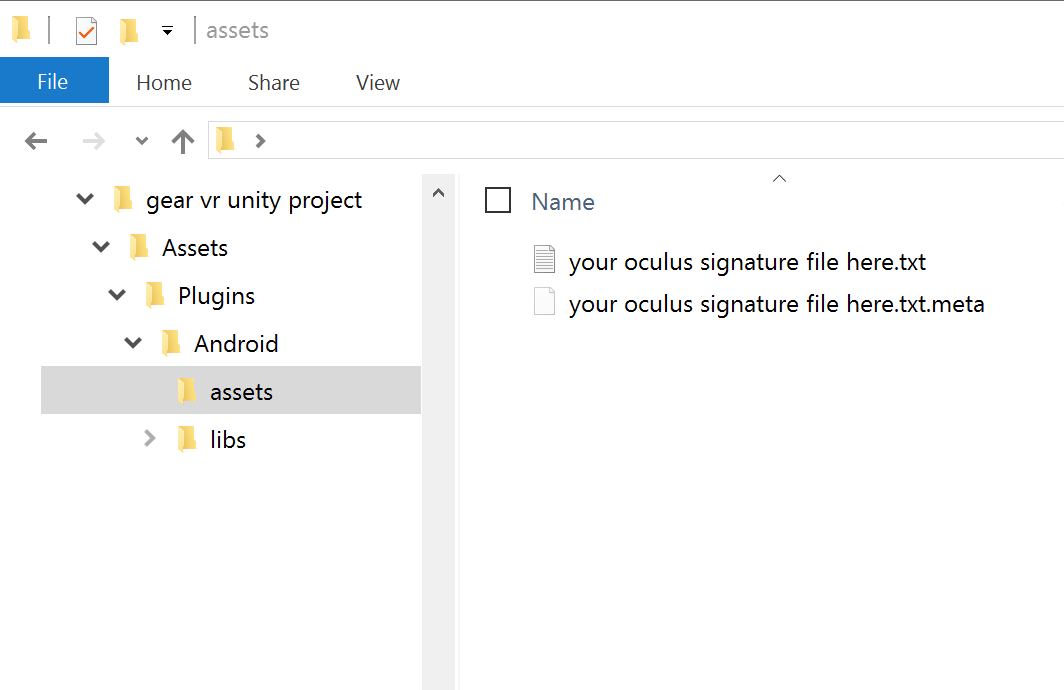 assets
File Home Share View
gear vr unity project
Assets
Plugins
Android
assets
libs
Name
your oculus signature file here.txt
your oculus signature file here.txt.meta